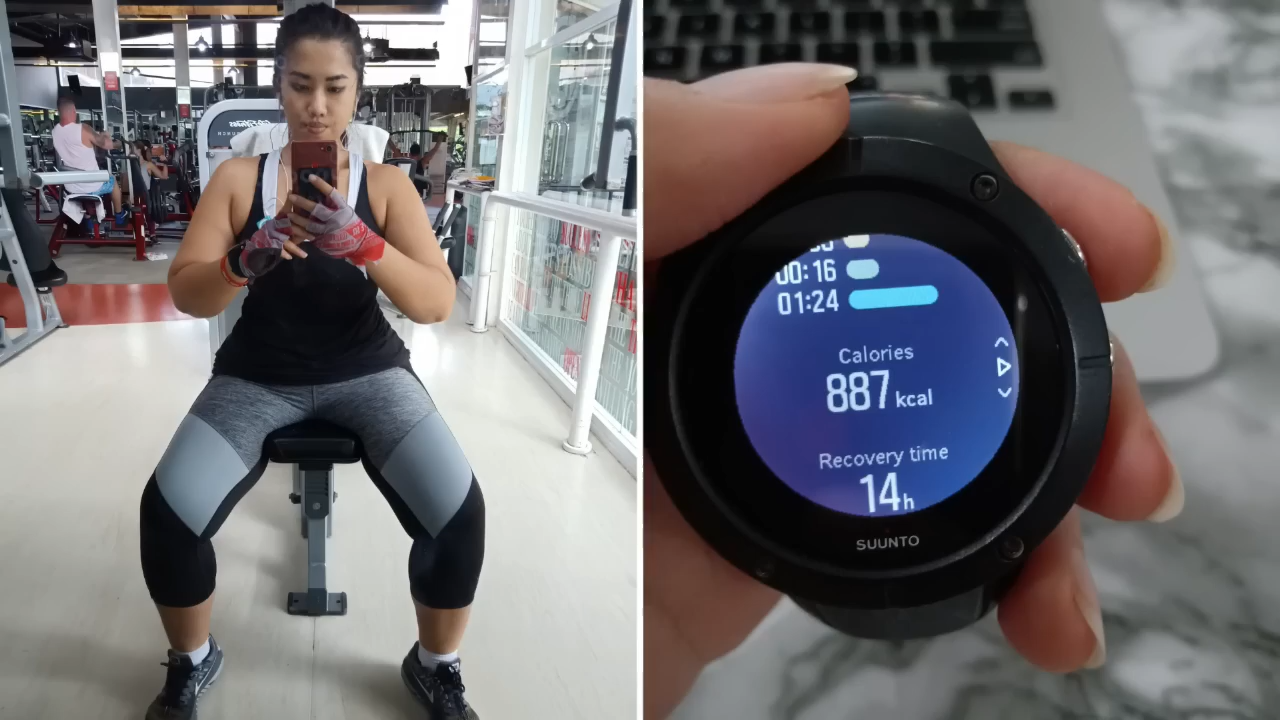 00:16
01:24
Calories
887 kcal
Recovery time
14h
SUUNTO